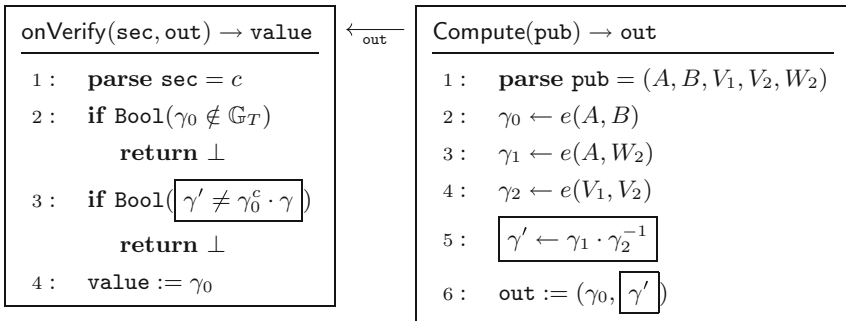 onVerify(sec, out) → value
1 : parse sec = c
2 : if Bool(γ₀ ∉ 𝔾_T)
return ⊥
3 : if Bool(γ′ ≠ γ₀ᶜ · γ)
return ⊥
4 : value := γ₀
←
out
Compute(pub) → out
1 : parse pub = (A, B, V₁, V₂, W₂)
2 : γ₀ ← e(A, B)
3 : γ₁ ← e(A, W₂)
4 : γ₂ ← e(V₁, V₂)
5 : γ′ ← γ₁ · γ₂⁻¹
6 : out := (γ₀, γ′)